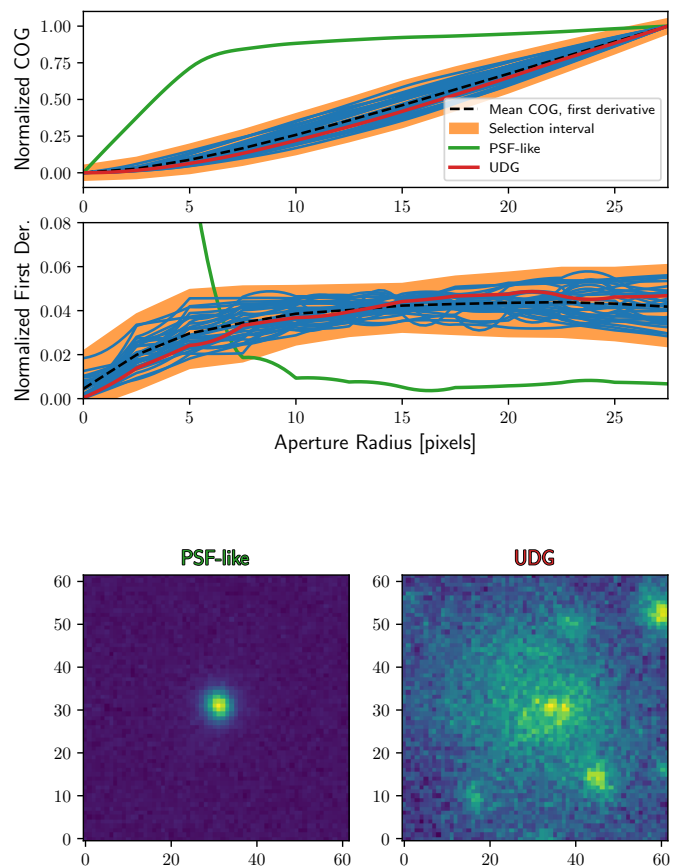 1.00
0.75
0.50
0.25
0.00
Normalized COG
Mean COG, first derivative
Selection interval
PSF-like
UDG
0 5 10 15 20 25
0.08
0.06
0.04
0.02
0.00
Normalized First Der.
0 5 10 15 20 25
Aperture Radius [pixels]
PSF-like
60
50
40
30
20
10
0
0 20 40 60
UDG
60
50
40
30
20
10
0
0 20 40 60